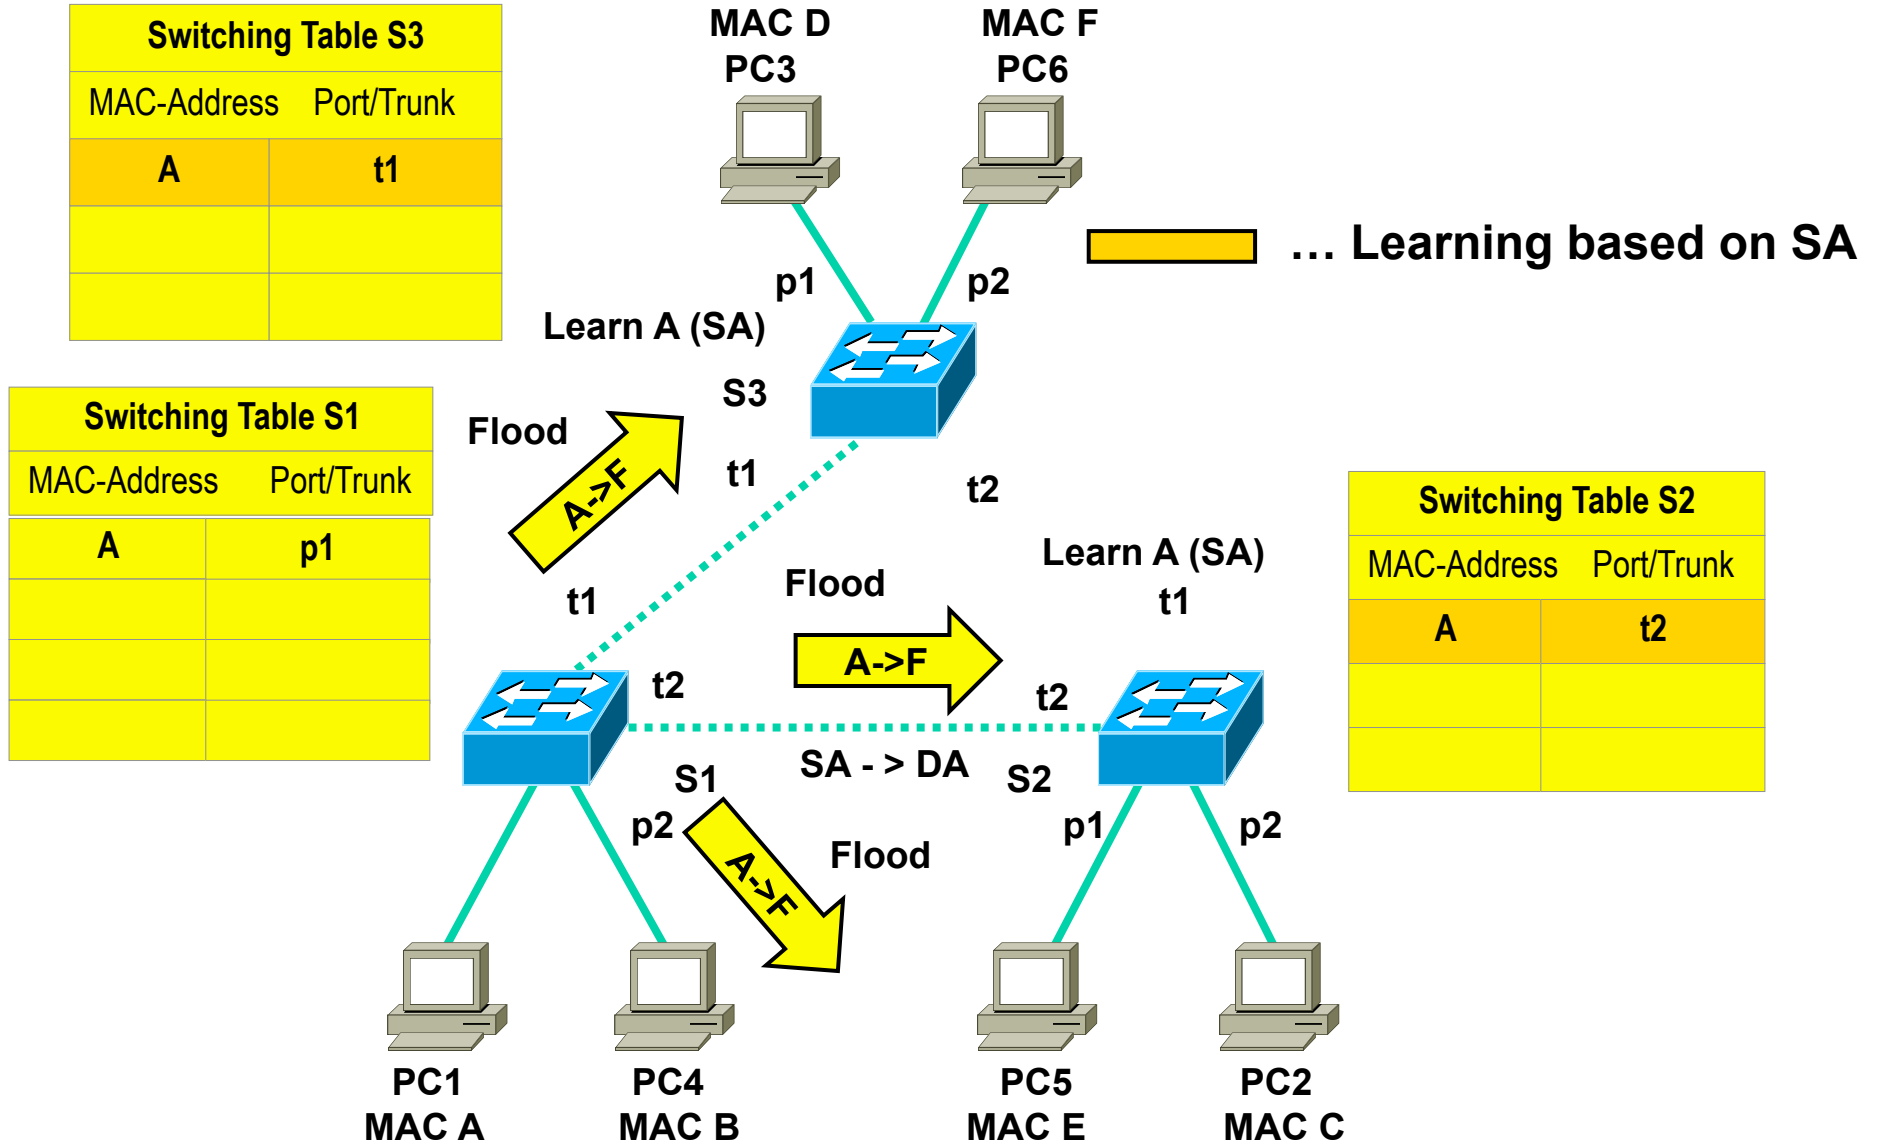 Switching Table S3
MAC-Address Port/Trunk
A t1
MAC D
PC3
MAC F
PC6
... Learning based on SA
p1
p2
Learn A (SA)
S3
Switching Table S1
MAC-Address Port/Trunk
A p1
Flood
A->F
t1
t2
t1
Flood
A->F
Learn A (SA)
t1
Switching Table S2
MAC-Address Port/Trunk
A t2
t2
t2
SA - > DA
S1
S2
p2
A->F
Flood
p1
p2
PC1
MAC A
PC4
MAC B
PC5
MAC E
PC2
MAC C